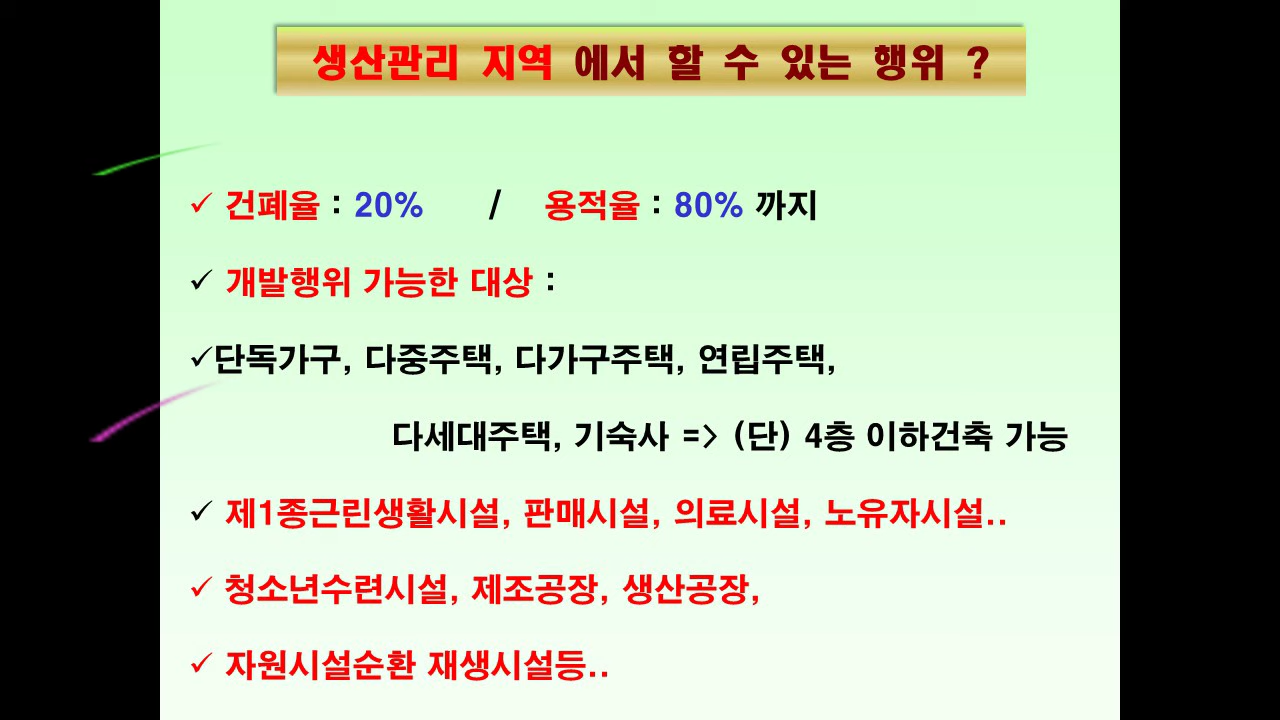 생산관리 지역 에서 할 수 있는 행위 ?
✓ 건폐율 : 20% / 용적율 : 80% 까지
✓ 개발행위 가능한 대상 :
✓단독가구, 다중주택, 다가구주택, 연립주택,
다세대주택, 기숙사 => (단) 4층 이하건축 가능
✓ 제1종근린생활시설, 판매시설, 의료시설, 노유자시설..
✓ 청소년수련시설, 제조공장, 생산공장,
✓ 자원시설순환 재생시설등..